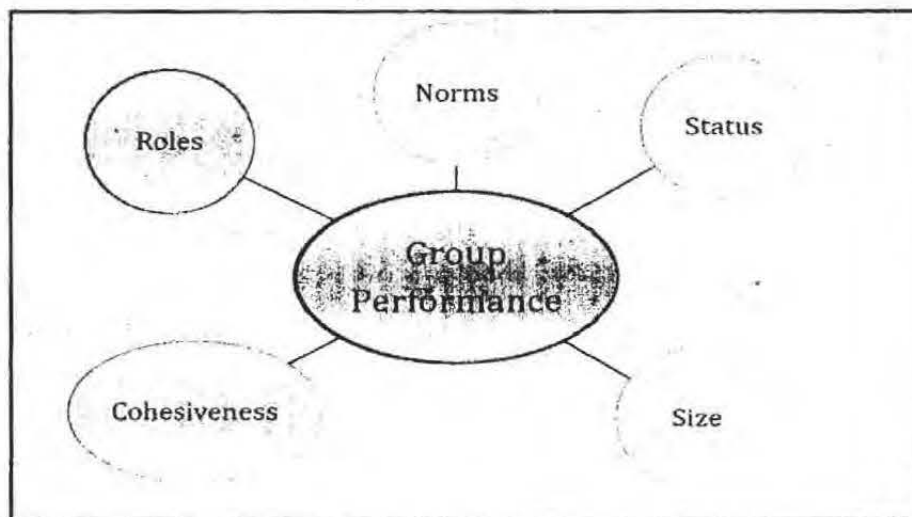 Norms
Status
Roles
Group
Performance
Cohesiveness
Size